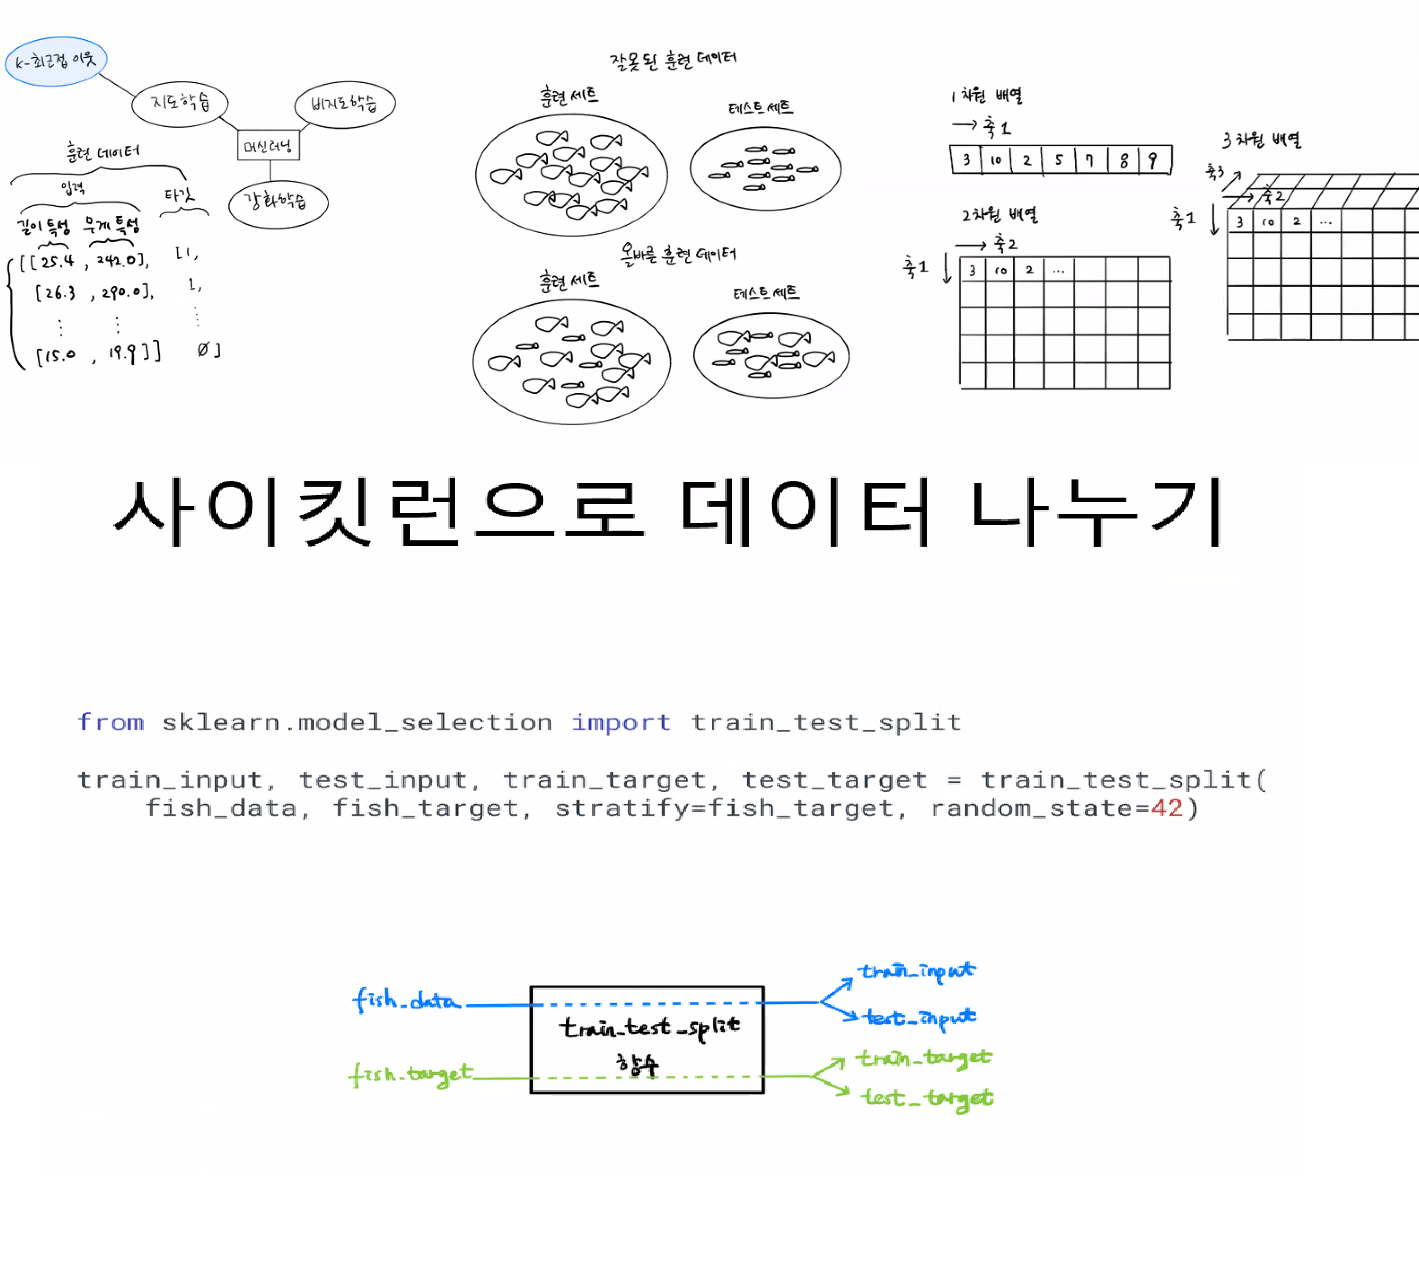 k-최근접 이웃
지도학습
비지도학습
머신러닝
강화학습
훈련 데이터
입력
타깃
길이 특성 무게 특성
[[25.4 , 242.0], [1,
[26.3 , 290.0], 1,
[15.0 , 19.9]] 0]
잘못된 훈련 데이터
훈련 세트
테스트 세트
올바른 훈련 데이터
훈련 세트
테스트 세트
1차원 배열
축1
3 10 2 5 7 8 9
2차원 배열
축2
축1
3 10 2 ...
3차원 배열
축3
축2
축1
3 10 2 ...
사이킷런으로 데이터 나누기
from sklearn.model_selection import train_test_split
train_input, test_input, train_target, test_target = train_test_split(
fish_data, fish_target, stratify=fish_target, random_state=42)
fish_data
fish_target
train_test_split
함수
train_input
test_input
train_target
test_target